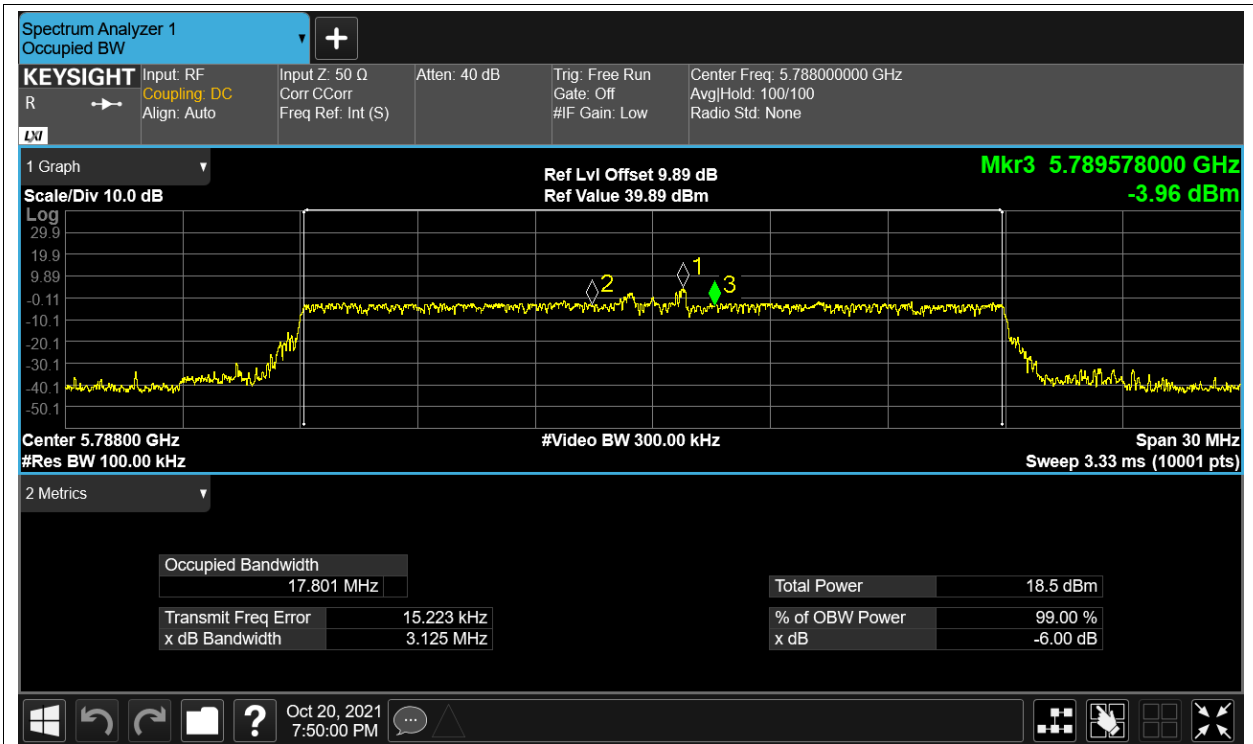 Spectrum Analyzer 1
Occupied BW
KEYSIGHT
R
LXI
Input: RF
Coupling: DC
Align: Auto
Input Z: 50 Ω
Corr CCorr
Freq Ref: Int (S)
Atten: 40 dB
Trig: Free Run
Gate: Off
#IF Gain: Low
Center Freq: 5.788000000 GHz
Avg|Hold: 100/100
Radio Std: None
1 Graph
Scale/Div 10.0 dB
Ref Lvl Offset 9.89 dB
Ref Value 39.89 dBm
Mkr3 5.789578000 GHz
-3.96 dBm
Log
29.9
19.9
9.89
-0.11
-10.1
-20.1
-30.1
-40.1
-50.1
2
1
3
Center 5.78800 GHz
#Res BW 100.00 kHz
#Video BW 300.00 kHz
Span 30 MHz
Sweep 3.33 ms (10001 pts)
2 Metrics
Occupied Bandwidth
17.801 MHz
Transmit Freq Error 15.223 kHz
x dB Bandwidth 3.125 MHz
Total Power 18.5 dBm
% of OBW Power 99.00 %
x dB -6.00 dB
?
Oct 20, 2021
7:50:00 PM